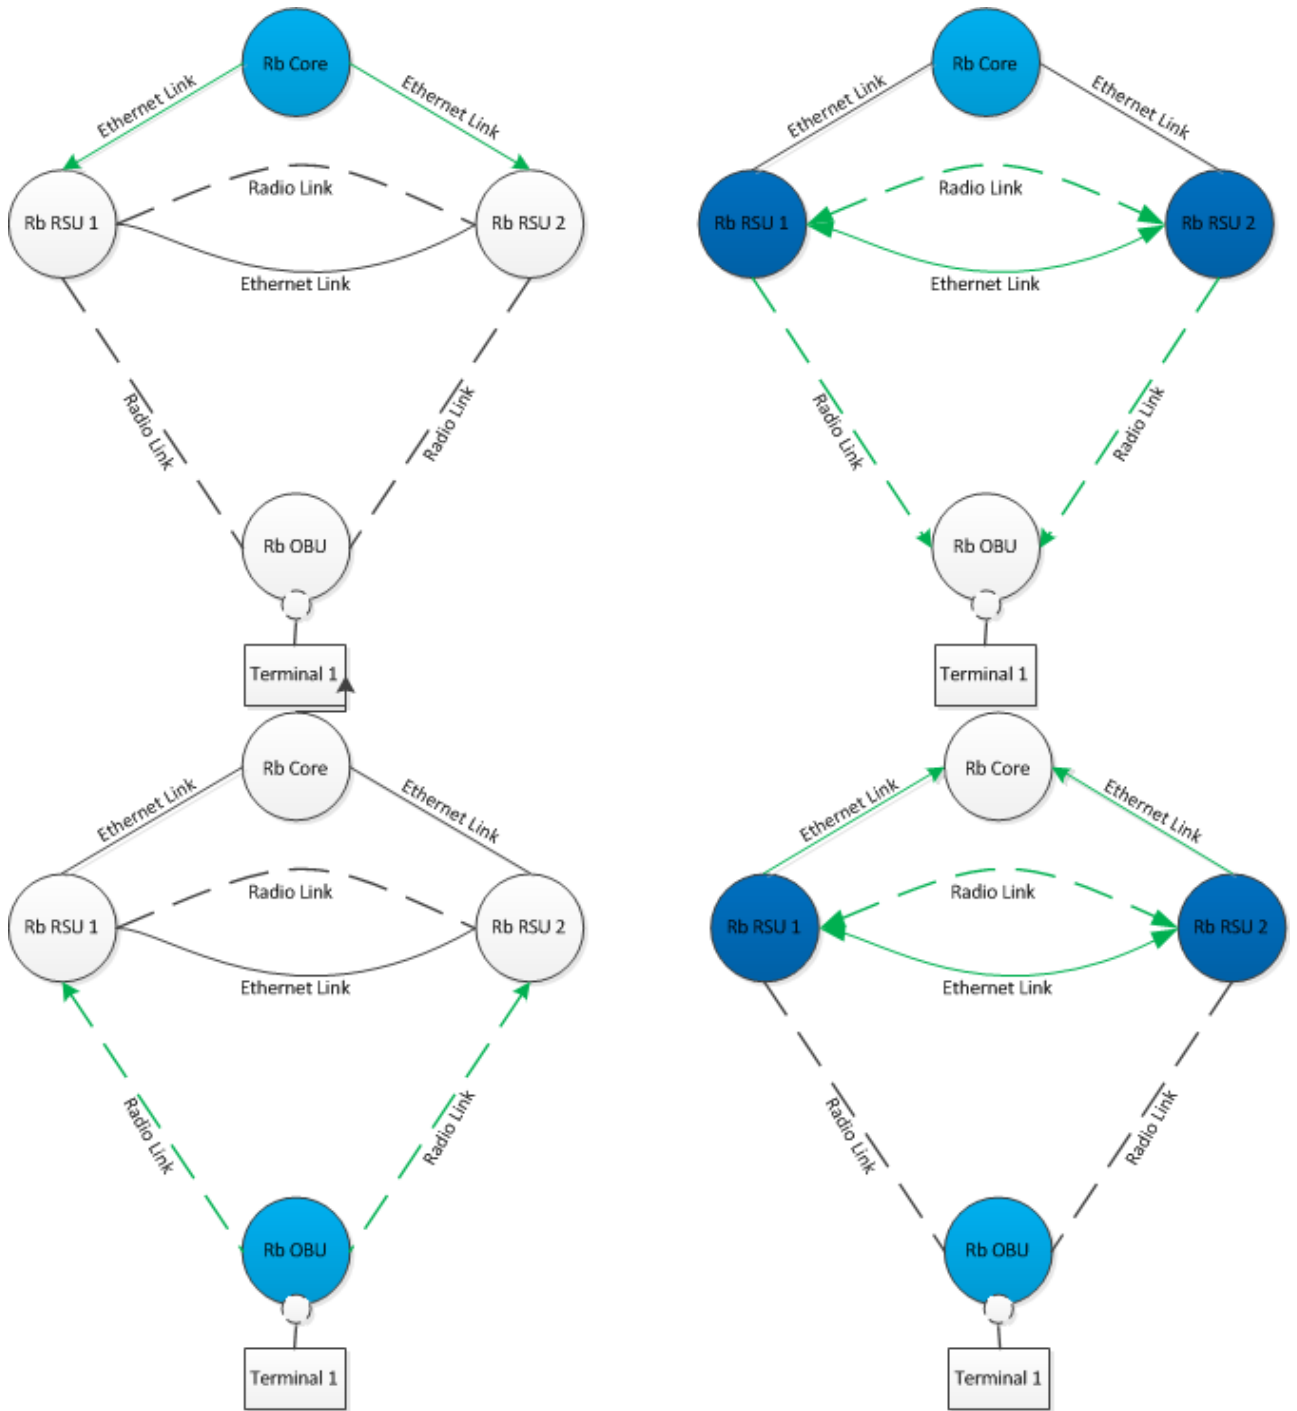 Rb Core
Ethernet Link
Ethernet Link
Radio Link
Rb RSU 1
Rb RSU 2
Ethernet Link
Radio Link
Radio Link
Rb OBU
Terminal 1
Rb Core
Ethernet Link
Ethernet Link
Radio Link
Rb RSU 1
Rb RSU 2
Ethernet Link
Radio Link
Radio Link
Rb OBU
Terminal 1
Rb Core
Ethernet Link
Ethernet Link
Radio Link
Rb RSU 1
Rb RSU 2
Ethernet Link
Radio Link
Radio Link
Rb OBU
Terminal 1
Rb Core
Ethernet Link
Ethernet Link
Radio Link
Rb RSU 1
Rb RSU 2
Ethernet Link
Radio Link
Radio Link
Rb OBU
Terminal 1